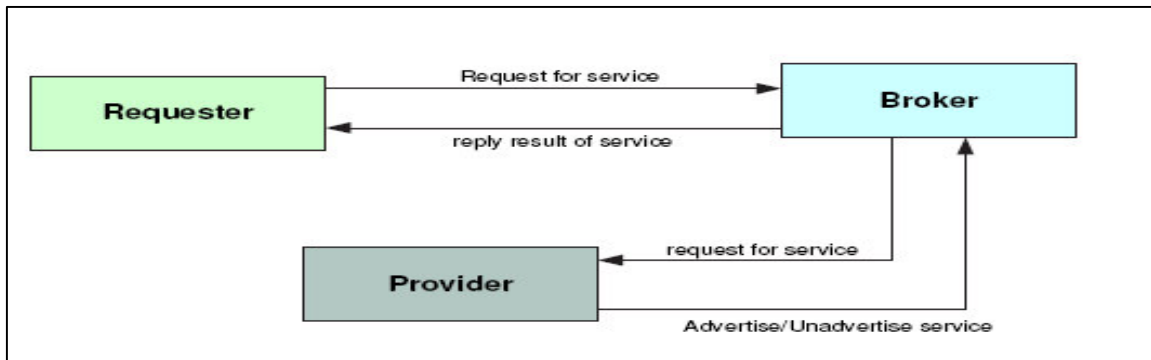 Request for service
Requester
Broker
reply result of service
request for service
Provider
Advertise/Unadvertise service